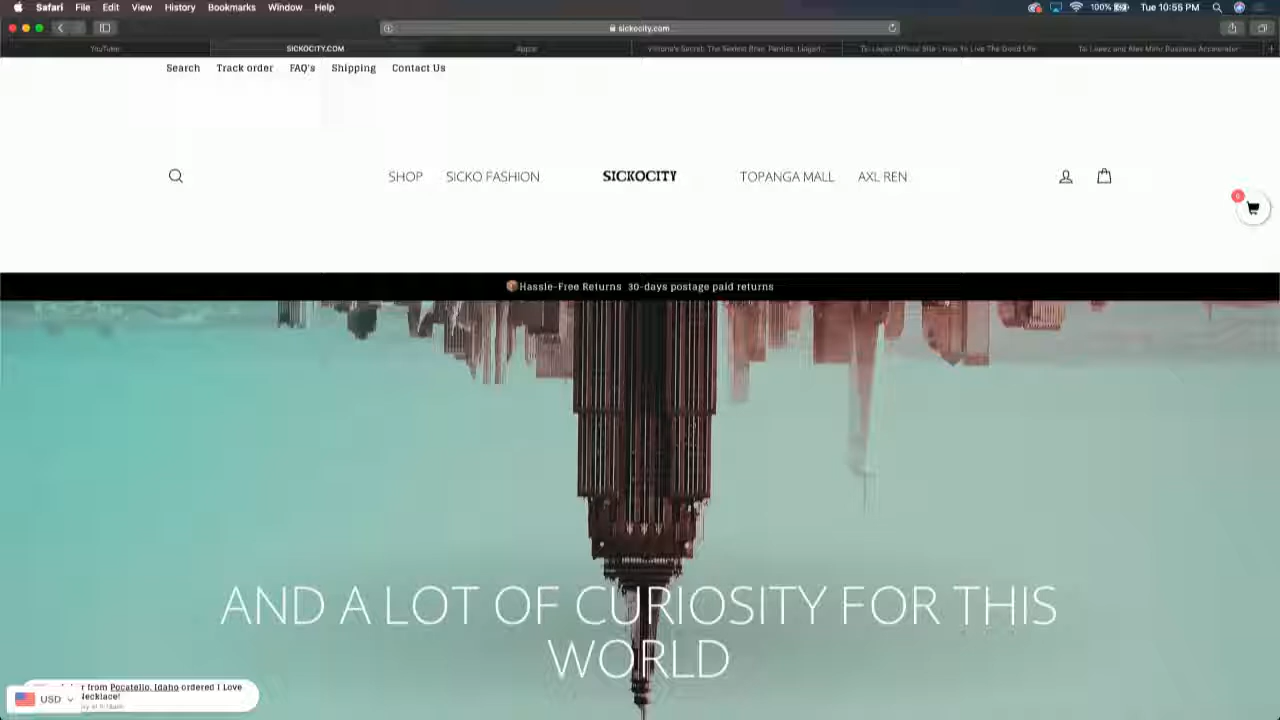 Safari File Edit View History Bookmarks Window Help 100% Tue 10:55 PM
sickocity.com
YouTube SICKOCITY.COM Apple Victoria's Secret: The Sexiest Bras, Panties, Lingeri... Tai Lopez Official Site | How To Live The Good Life Tai Lopez and Alex Mehr Business Accelerator
Search Track order FAQ's Shipping Contact Us
SHOP SICKO FASHION SICKOCITY TOPANGA MALL AXL REN
0
Hassle-Free Returns 30-days postage paid returns
AND A LOT OF CURIOSITY FOR THIS
WORLD
r from Pocatello, Idaho ordered I Love
Necklace!
USD